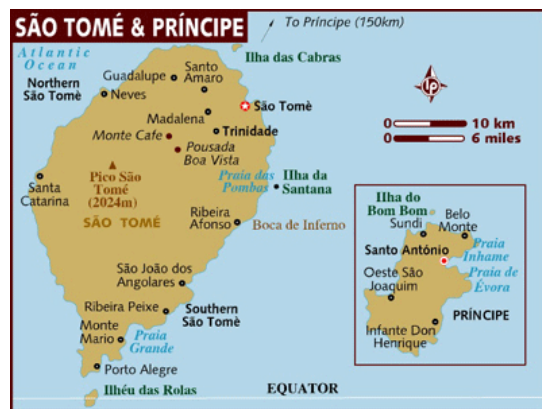 SÃO TOMÉ & PRÍNCIPE
To Príncipe (150km)
Atlantic
Ocean
Ilha das Cabras
Northern
São Tomè
Guadalupe
Santo
Amaro
Neves
São Tomè
Madalena
Trinidade
Monte Cafe
Pousada
Boa Vista
Pico São
Tomé
(2024m)
Praia das
Pombas
Ilha da
Santana
Santa
Catarina
SÃO TOMÉ
Ribeira
Afonso
Boca de Inferno
São João dos
Angolares
Ribeira Peixe
Southern
São Tomè
Monte
Mario
Praia
Grande
Porto Alegre
Ilhéu das Rolas
EQUATOR
lp
0 10 km
0 6 miles
Ilha do
Bom Bom
Sundi
Belo
Monte
Santo António
Praia
Inhame
Praia de
Évora
Oeste São
Joaquim
PRÍNCIPE
Infante Don
Henrique